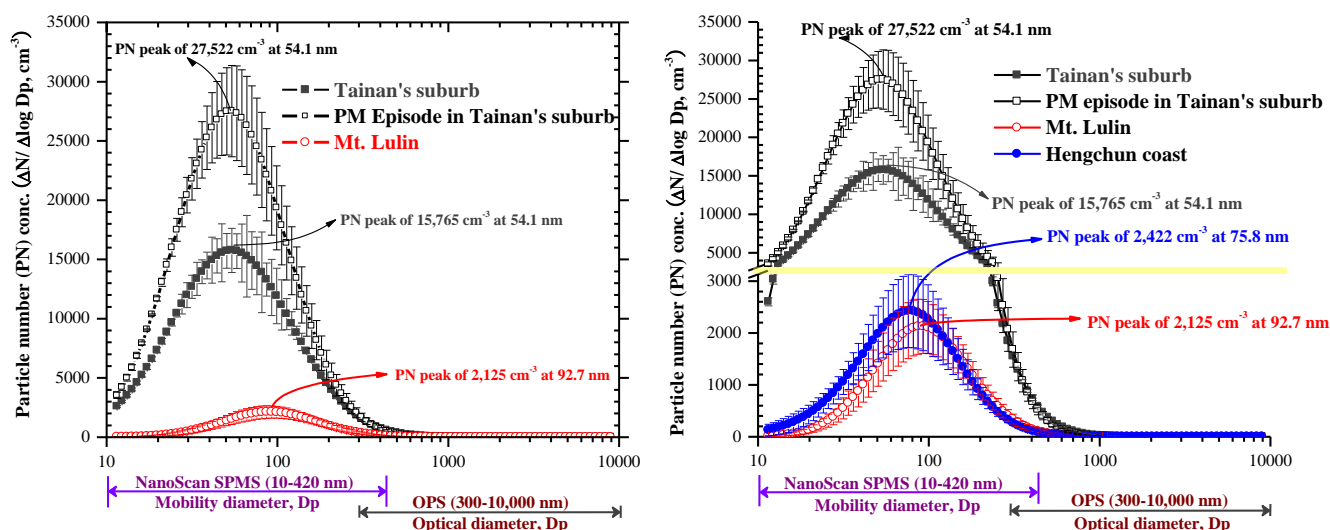 35000
30000
25000
20000
15000
10000
5000
0
Particle number (PN) conc. (ΔN/ Δlog Dp, cm⁻³)
PN peak of 27,522 cm⁻³ at 54.1 nm
Tainan's suburb
PM Episode in Tainan's suburb
Mt. Lulin
PN peak of 15,765 cm⁻³ at 54.1 nm
PN peak of 2,125 cm⁻³ at 92.7 nm
10 100 1000 10000
NanoScan SPMS (10-420 nm)
Mobility diameter, Dp
OPS (300-10,000 nm)
Optical diameter, Dp
35000
30000
25000
20000
15000
10000
5000
3000
2000
1000
0
Particle number (PN) conc. (ΔN/ Δlog Dp, cm⁻³)
PN peak of 27,522 cm⁻³ at 54.1 nm
Tainan's suburb
PM episode in Tainan's suburb
Mt. Lulin
Hengchun coast
PN peak of 15,765 cm⁻³ at 54.1 nm
PN peak of 2,422 cm⁻³ at 75.8 nm
PN peak of 2,125 cm⁻³ at 92.7 nm
10 100 1000 10000
NanoScan SPMS (10-420 nm)
Mobility diameter, Dp
OPS (300-10,000 nm)
Optical diameter, Dp